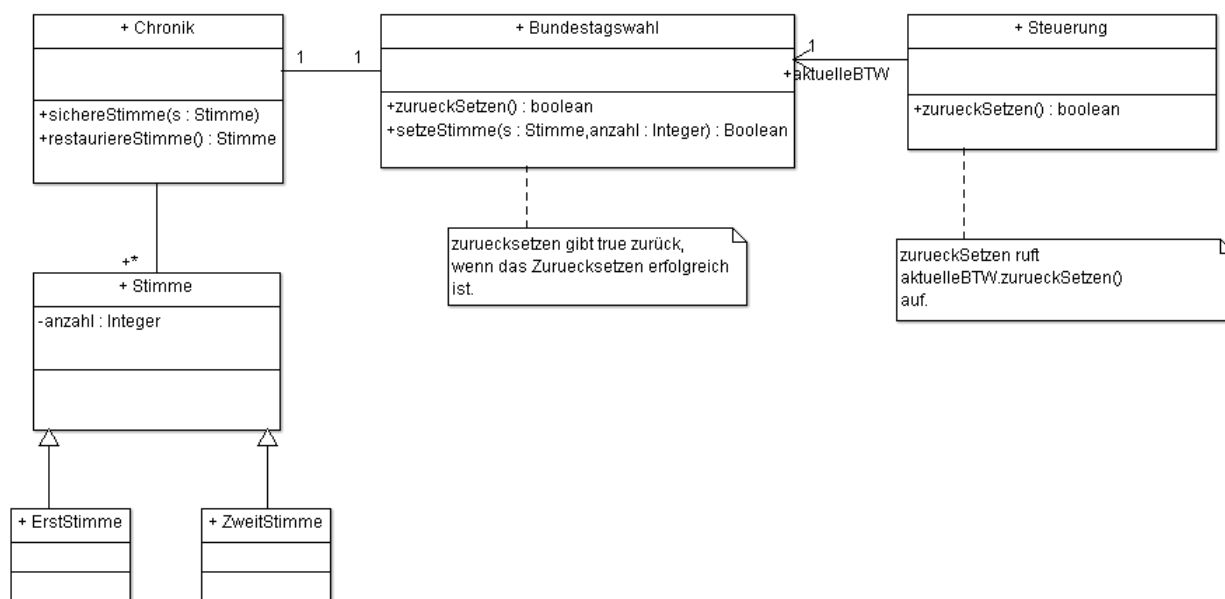 + Chronik
+sichereStimme(s : Stimme)
+restauriereStimme() : Stimme
1
1
+ Bundestagswahl
+zurueckSetzen() : boolean
+setzeStimme(s : Stimme,anzahl : Integer) : Boolean
1
+aktuelleBTW
+ Steuerung
+zurueckSetzen() : boolean
zuruecksetzen gibt true zurück,
wenn das Zuruecksetzen erfolgreich
ist.
zurueckSetzen ruft
aktuelleBTW.zurueckSetzen()
auf.
+*
+ Stimme
-anzahl : Integer
+ ErstStimme
+ ZweitStimme